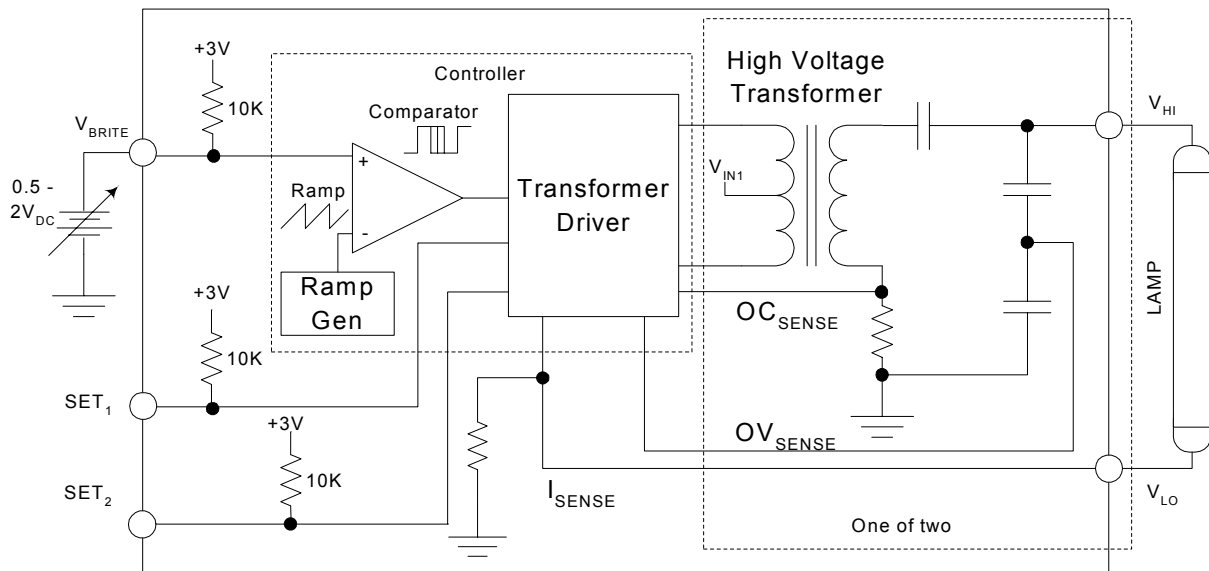 +3V
10K
Controller
Comparator
High Voltage
Transformer
V_BRITE
V_HI
0.5 -
2V_DC
+
Ramp
-
Transformer
Driver
V_IN1
Ramp
Gen
+3V
10K
OC_SENSE
LAMP
SET_1
+3V
10K
OV_SENSE
SET_2
I_SENSE
V_LO
One of two